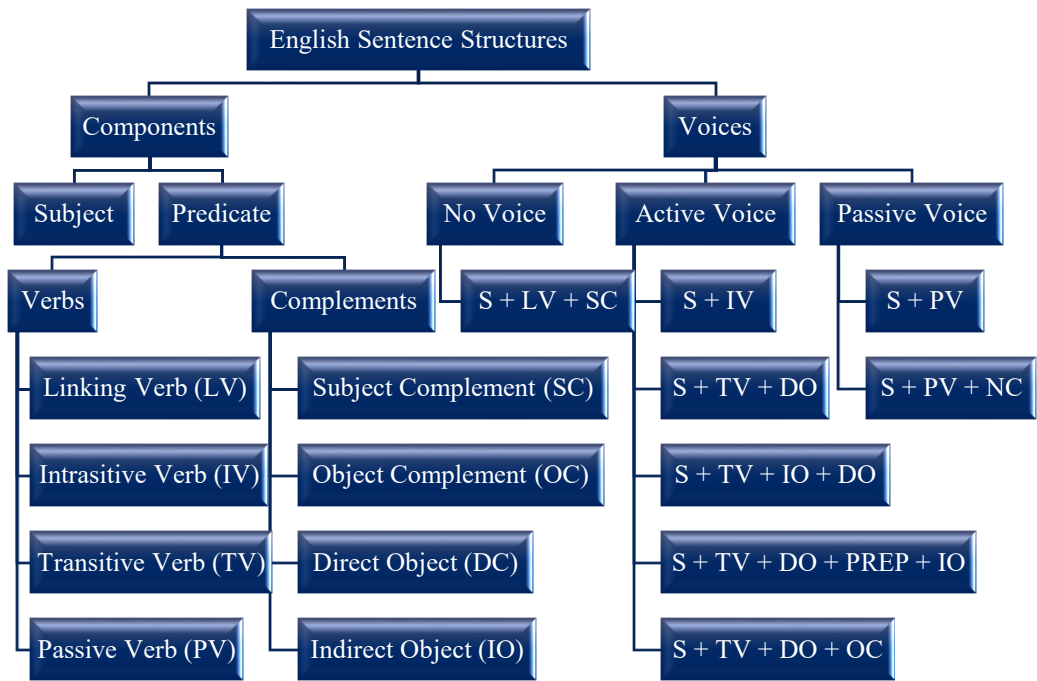 English Sentence Structures
Components
Voices
Subject
Predicate
No Voice
Active Voice
Passive Voice
Verbs
Complements
S + LV + SC
S + IV
S + PV
Linking Verb (LV)
Subject Complement (SC)
S + TV + DO
S + PV + NC
Intrasitive Verb (IV)
Object Complement (OC)
S + TV + IO + DO
Transitive Verb (TV)
Direct Object (DC)
S + TV + DO + PREP + IO
Passive Verb (PV)
Indirect Object (IO)
S + TV + DO + OC